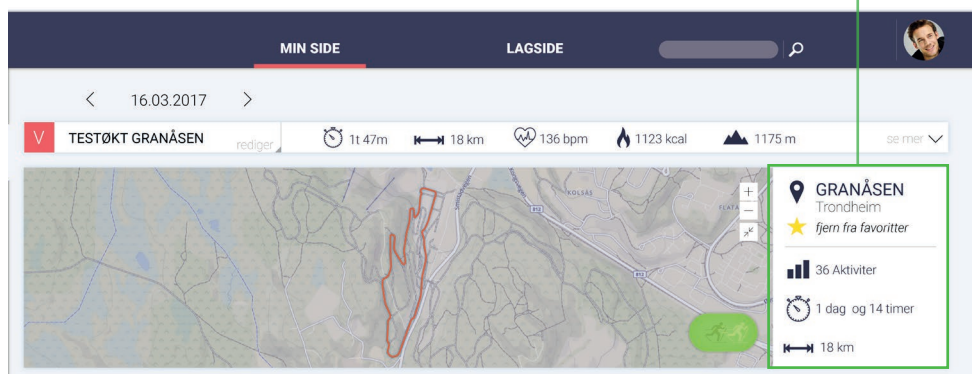 MIN SIDE
LAGSIDE
16.03.2017
V TESTØKT GRANÅSEN rediger 1t 47m 18 km 136 bpm 1123 kcal 1175 m se mer
KOLSÅS
+
−
GRANÅSEN
Trondheim
fjern fra favoritter
36 Aktiviter
1 dag og 14 timer
18 km